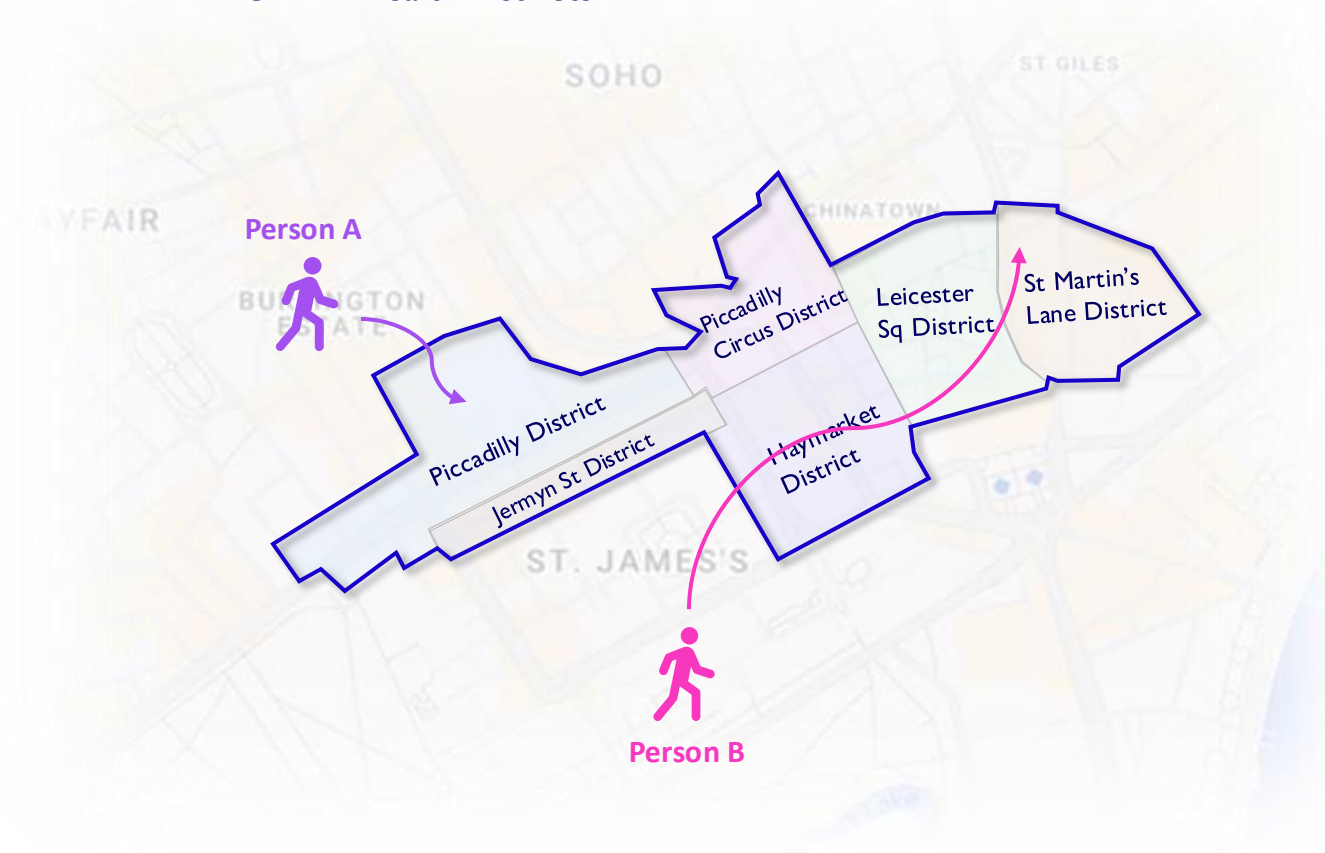 SOHO
ST GILES
AYFAIR
CHINATOWN
Person A
BURLINGTON
ESTATE
Piccadilly
Circus District
Leicester
Sq District
St Martin's
Lane District
Piccadilly District
Haymarket
District
Jermyn St District
ST. JAMES'S
Person B